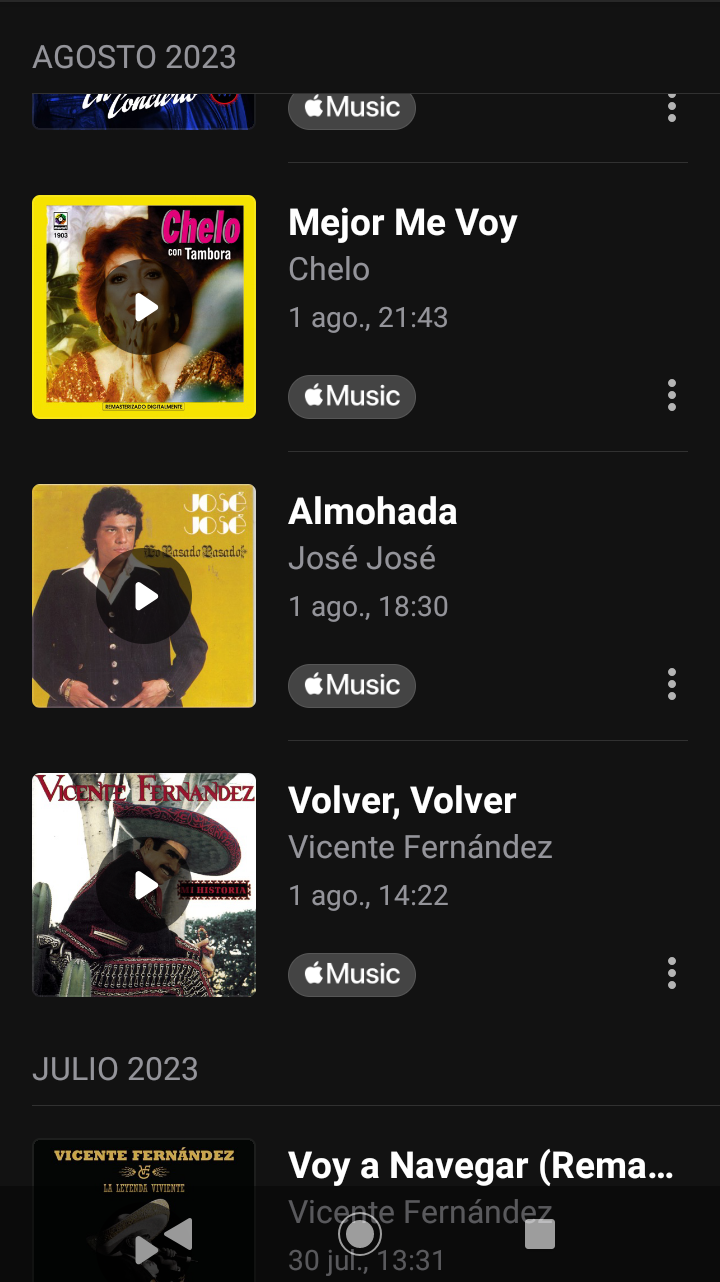 AGOSTO 2023
En
Concierto
Music
Chelo
con Tambora
1903
REMASTERIZADO DIGITALMENTE
Mejor Me Voy
Chelo
1 ago., 21:43
Music
JOSÉ
JOSÉ
"Lo Pasado Pasado"
Almohada
José José
1 ago., 18:30
Music
VICENTE FERNANDEZ
MI HISTORIA
Volver, Volver
Vicente Fernández
1 ago., 14:22
Music
JULIO 2023
VICENTE FERNÁNDEZ
VF
LA LEYENDA VIVIENTE
Voy a Navegar (Rema...
Vicente Fernández
30 jul., 13:31